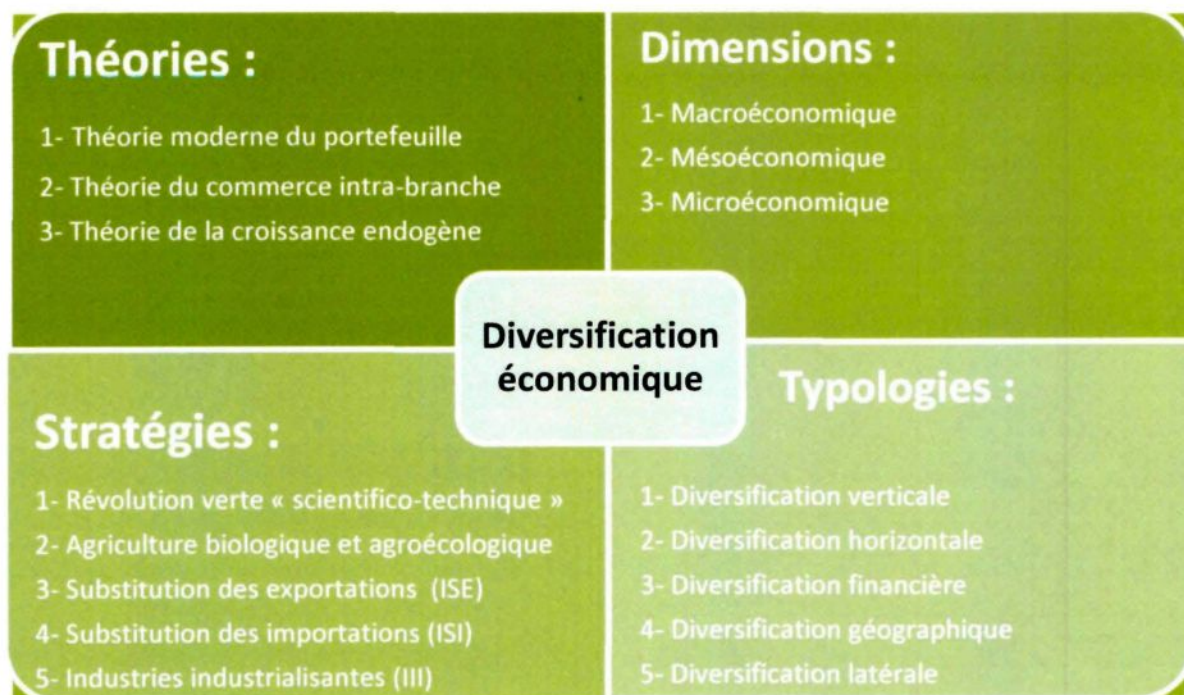 Théories :
1- Théorie moderne du portefeuille
2- Théorie du commerce intra-branche
3- Théorie de la croissance endogène
Dimensions :
1- Macroéconomique
2- Mésoéconomique
3- Microéconomique
Diversification
économique
Stratégies :
1- Révolution verte « scientifico-technique »
2- Agriculture biologique et agroécologique
3- Substitution des exportations (ISE)
4- Substitution des importations (ISI)
5- Industries industrialisantes (III)
Typologies :
1- Diversification verticale
2- Diversification horizontale
3- Diversification financière
4- Diversification géographique
5- Diversification latérale